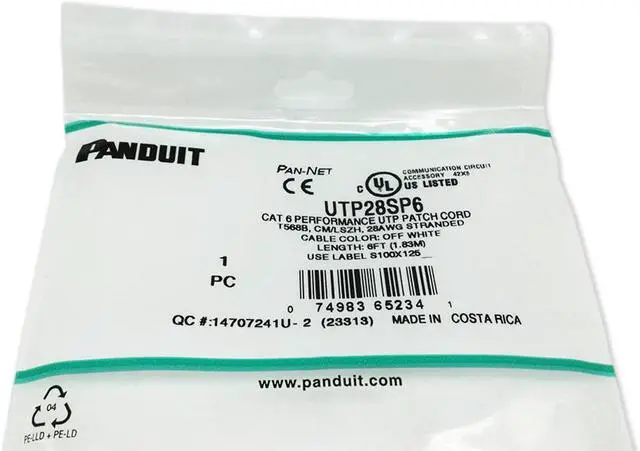 PANDUIT
PAN-NET
CE
C UL US LISTED
COMMUNICATION CIRCUIT
ACCESSORY 42X8
UTP28SP6
CAT 6 PERFORMANCE UTP PATCH CORD
T568B, CM/LSZH, 28AWG STRANDED
CABLE COLOR: OFF WHITE
LENGTH: 6FT (1.83M)
USE LABEL S100X125__
1
PC
0 74983 65234 1
QC #:14707241U- 2 (23313) MADE IN COSTA RICA
www.panduit.com
04
PE-LLD + PE-LD